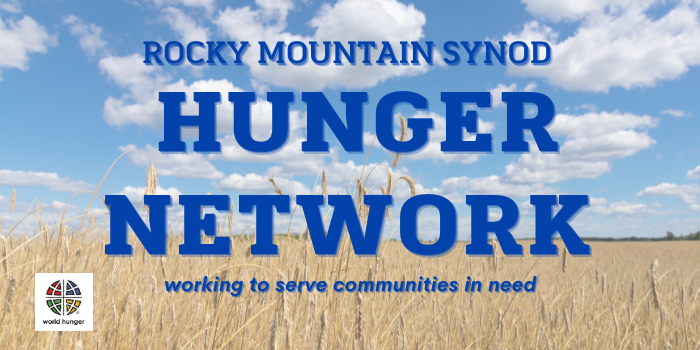 ROCKY MOUNTAIN SYNOD
HUNGER
NETWORK
working to serve communities in need
world hunger